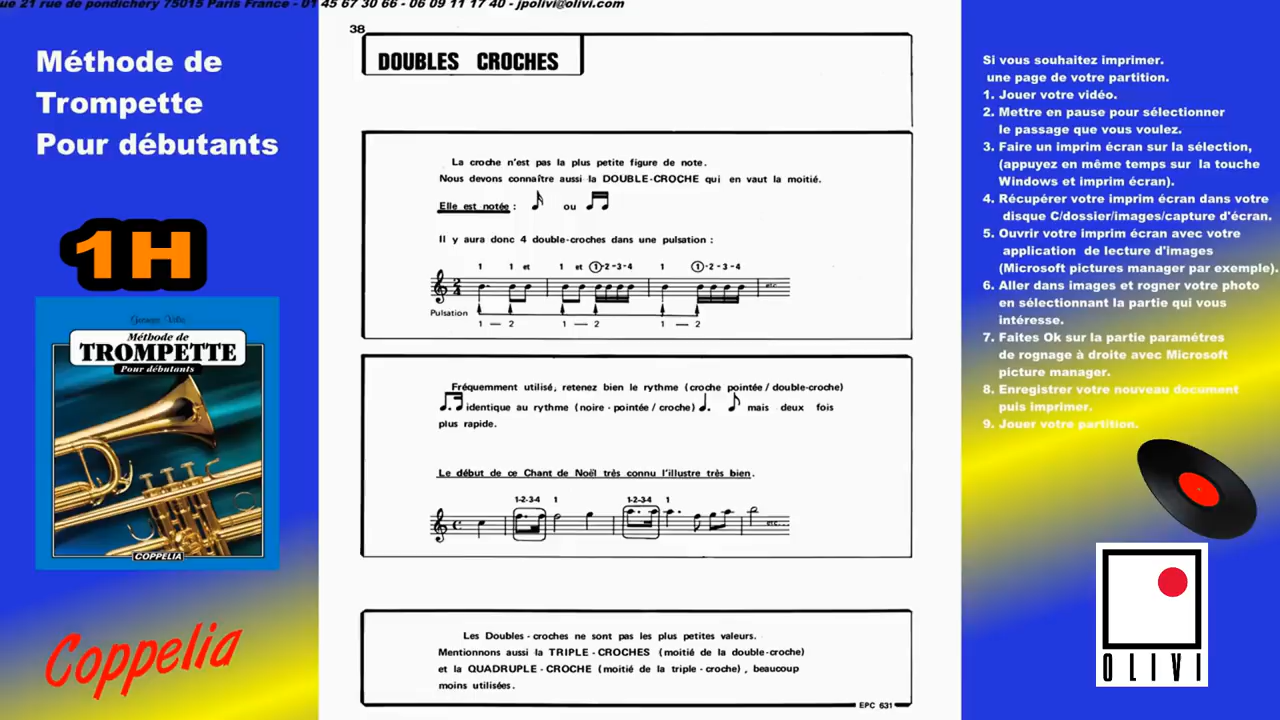 ue 21 rue de pondichéry 75015 Paris France - 01 45 67 30 66 - 06 09 11 17 40 - jpolivi@olivi.com
Méthode de
Trompette
Pour débutants
1H
Méthode de
TROMPETTE
Pour débutants
COPPELIA
Coppelia
38
DOUBLES CROCHES
La croche n'est pas la plus petite figure de note.
Nous devons connaître aussi la DOUBLE-CROCHE qui en vaut la moitié.
Elle est notée : ou
Il y aura donc 4 double-croches dans une pulsation :
1 1 et 1 et 1-2-3-4 1 1-2-3-4
2 4 etc...
Pulsation
1 — 2 1 — 2 1 — 2
Fréquemment utilisé, retenez bien le rythme (croche pointée / double-croche)
identique au rythme (noire - pointée / croche) mais deux fois
plus rapide.
Le début de ce Chant de Noël très connu l'illustre très bien.
1-2-3-4 1 1-2-3-4 1
etc...
Les Doubles - croches ne sont pas les plus petites valeurs.
Mentionnons aussi la TRIPLE - CROCHES (moitié de la double-croche)
et la QUADRUPLE - CROCHE (moitié de la triple - croche), beaucoup
moins utilisées.
EPC 631
Si vous souhaitez imprimer.
une page de votre partition.
1. Jouer votre vidéo.
2. Mettre en pause pour sélectionner
le passage que vous voulez.
3. Faire un imprim écran sur la sélection,
(appuyez en même temps sur la touche
Windows et imprim écran).
4. Récupérer votre imprim écran dans votre
disque C/dossier/images/capture d'écran.
5. Ouvrir votre imprim écran avec votre
application de lecture d'images
(Microsoft pictures manager par exemple).
6. Aller dans images et rogner votre photo
en sélectionnant la partie qui vous
intéresse.
7. Faites Ok sur la partie paramétres
de rognage à droite avec Microsoft
picture manager.
8. Enregistrer votre nouveau document
puis imprimer.
9. Jouer votre partition.
OLIVI